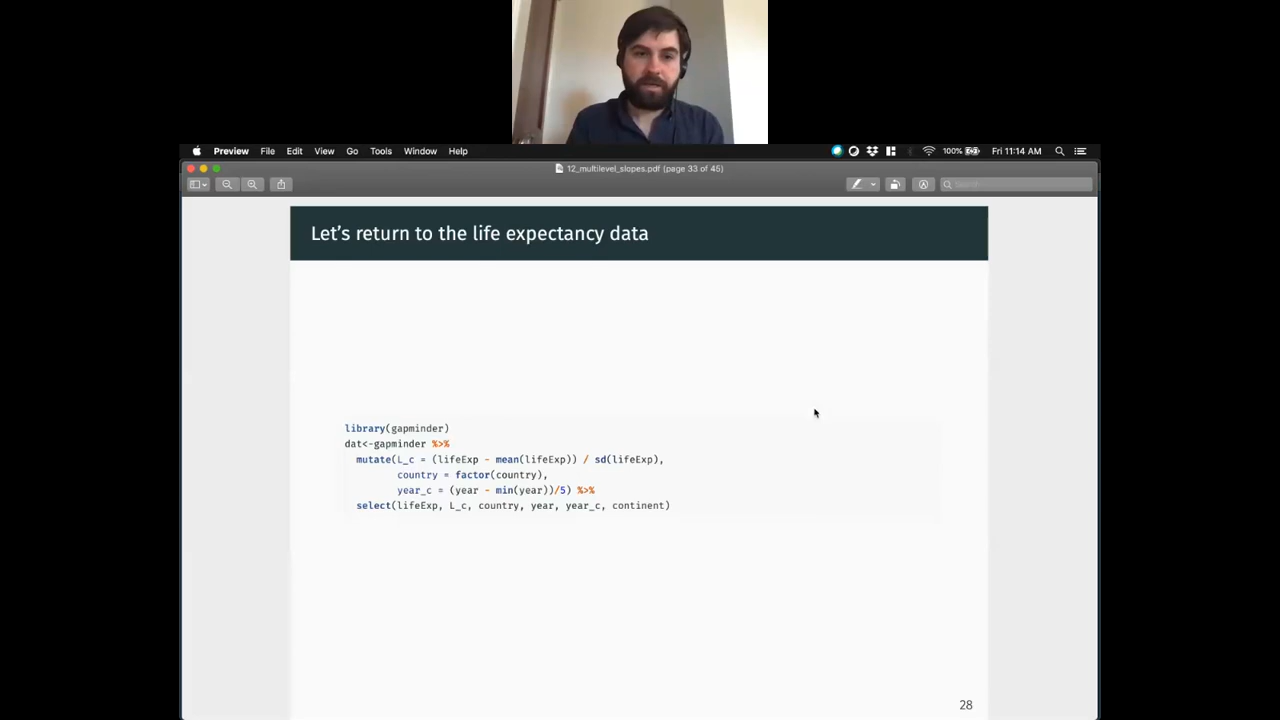 Preview File Edit View Go Tools Window Help 100% Fri 11:14 AM
12_multilevel_slopes.pdf (page 33 of 45)
Search
Let's return to the life expectancy data
library(gapminder)
dat<-gapminder %>%
mutate(L_c = (lifeExp - mean(lifeExp)) / sd(lifeExp),
country = factor(country),
year_c = (year - min(year))/5) %>%
select(lifeExp, L_c, country, year, year_c, continent)
28